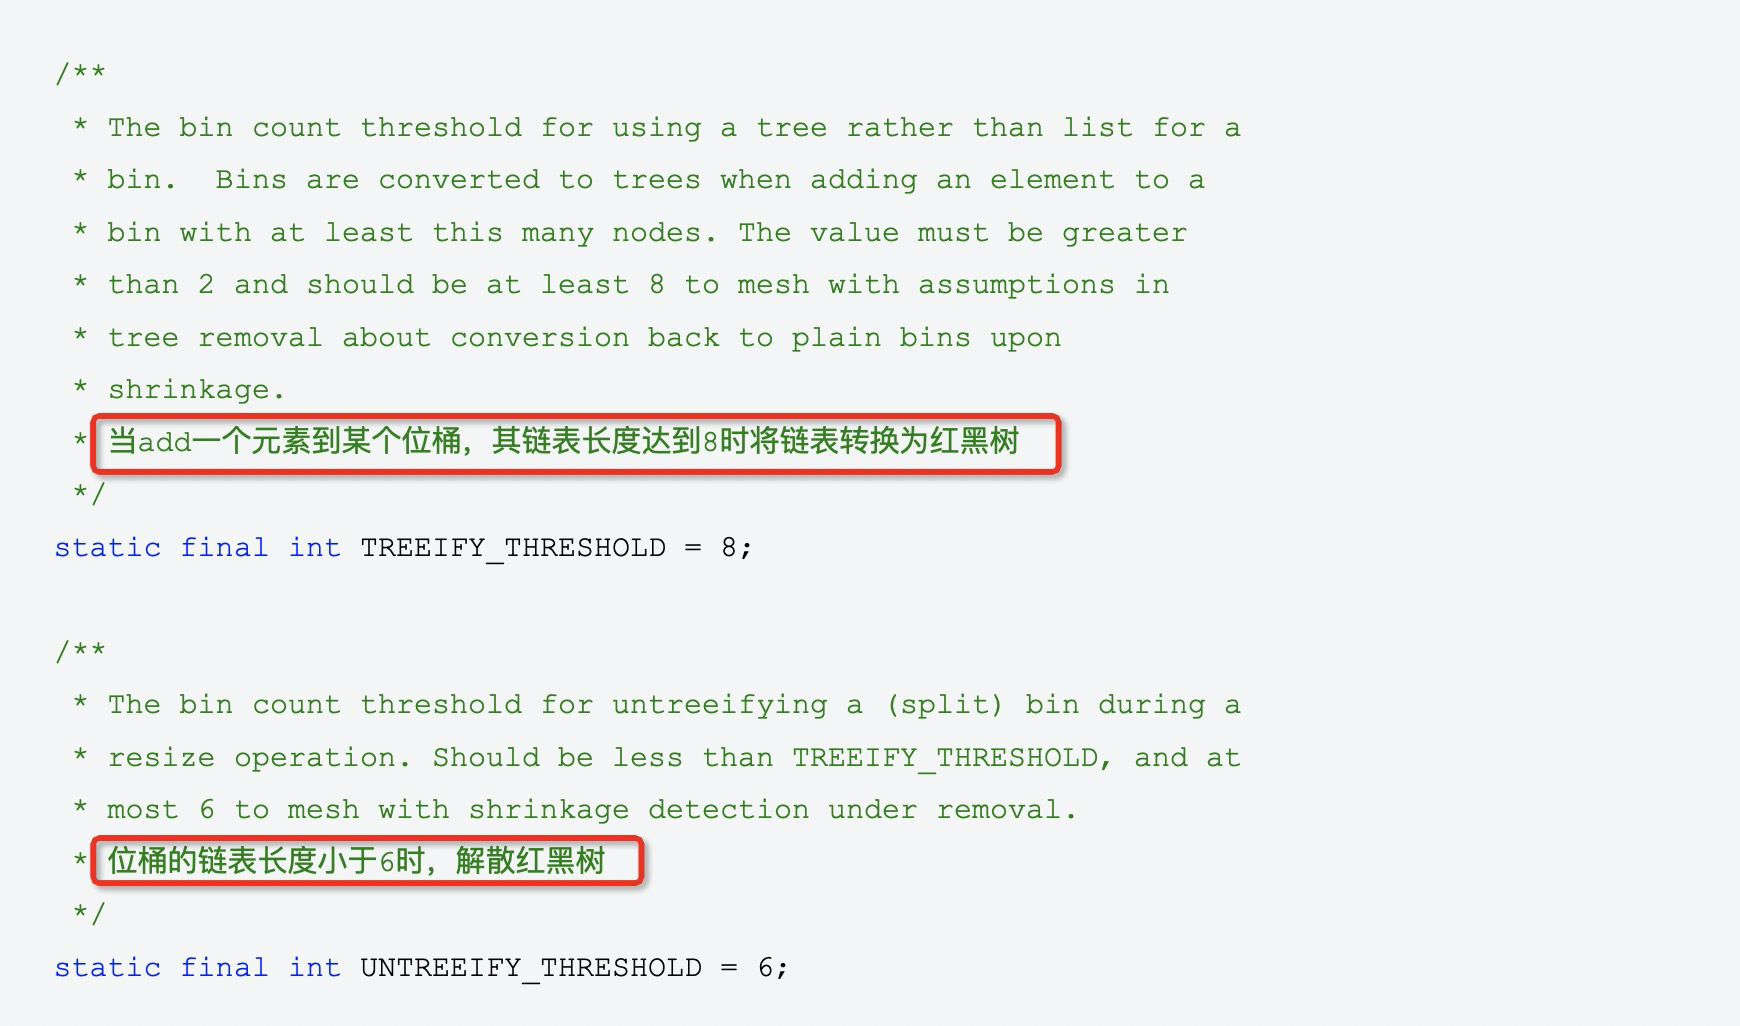 /**
 * The bin count threshold for using a tree rather than list for a
 * bin.  Bins are converted to trees when adding an element to a
 * bin with at least this many nodes. The value must be greater
 * than 2 and should be at least 8 to mesh with assumptions in
 * tree removal about conversion back to plain bins upon
 * shrinkage.
 * 当add一个元素到某个位桶，其链表长度达到8时将链表转换为红黑树
 */
static final int TREEIFY_THRESHOLD = 8;
/**
 * The bin count threshold for untreeifying a (split) bin during a
 * resize operation. Should be less than TREEIFY_THRESHOLD, and at
 * most 6 to mesh with shrinkage detection under removal.
 * 位桶的链表长度小于6时，解散红黑树
 */
static final int UNTREEIFY_THRESHOLD = 6;